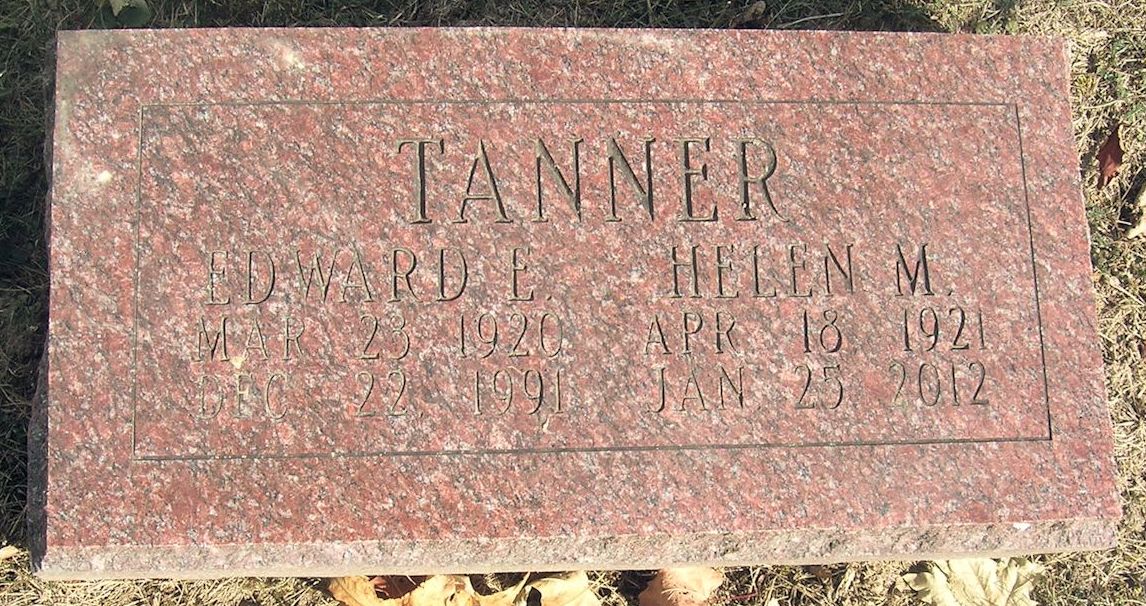 TANNER
EDWARD E. HELEN M.
MAR 23 1920 APR 18 1921
DEC 22, 1991 JAN 25 2012